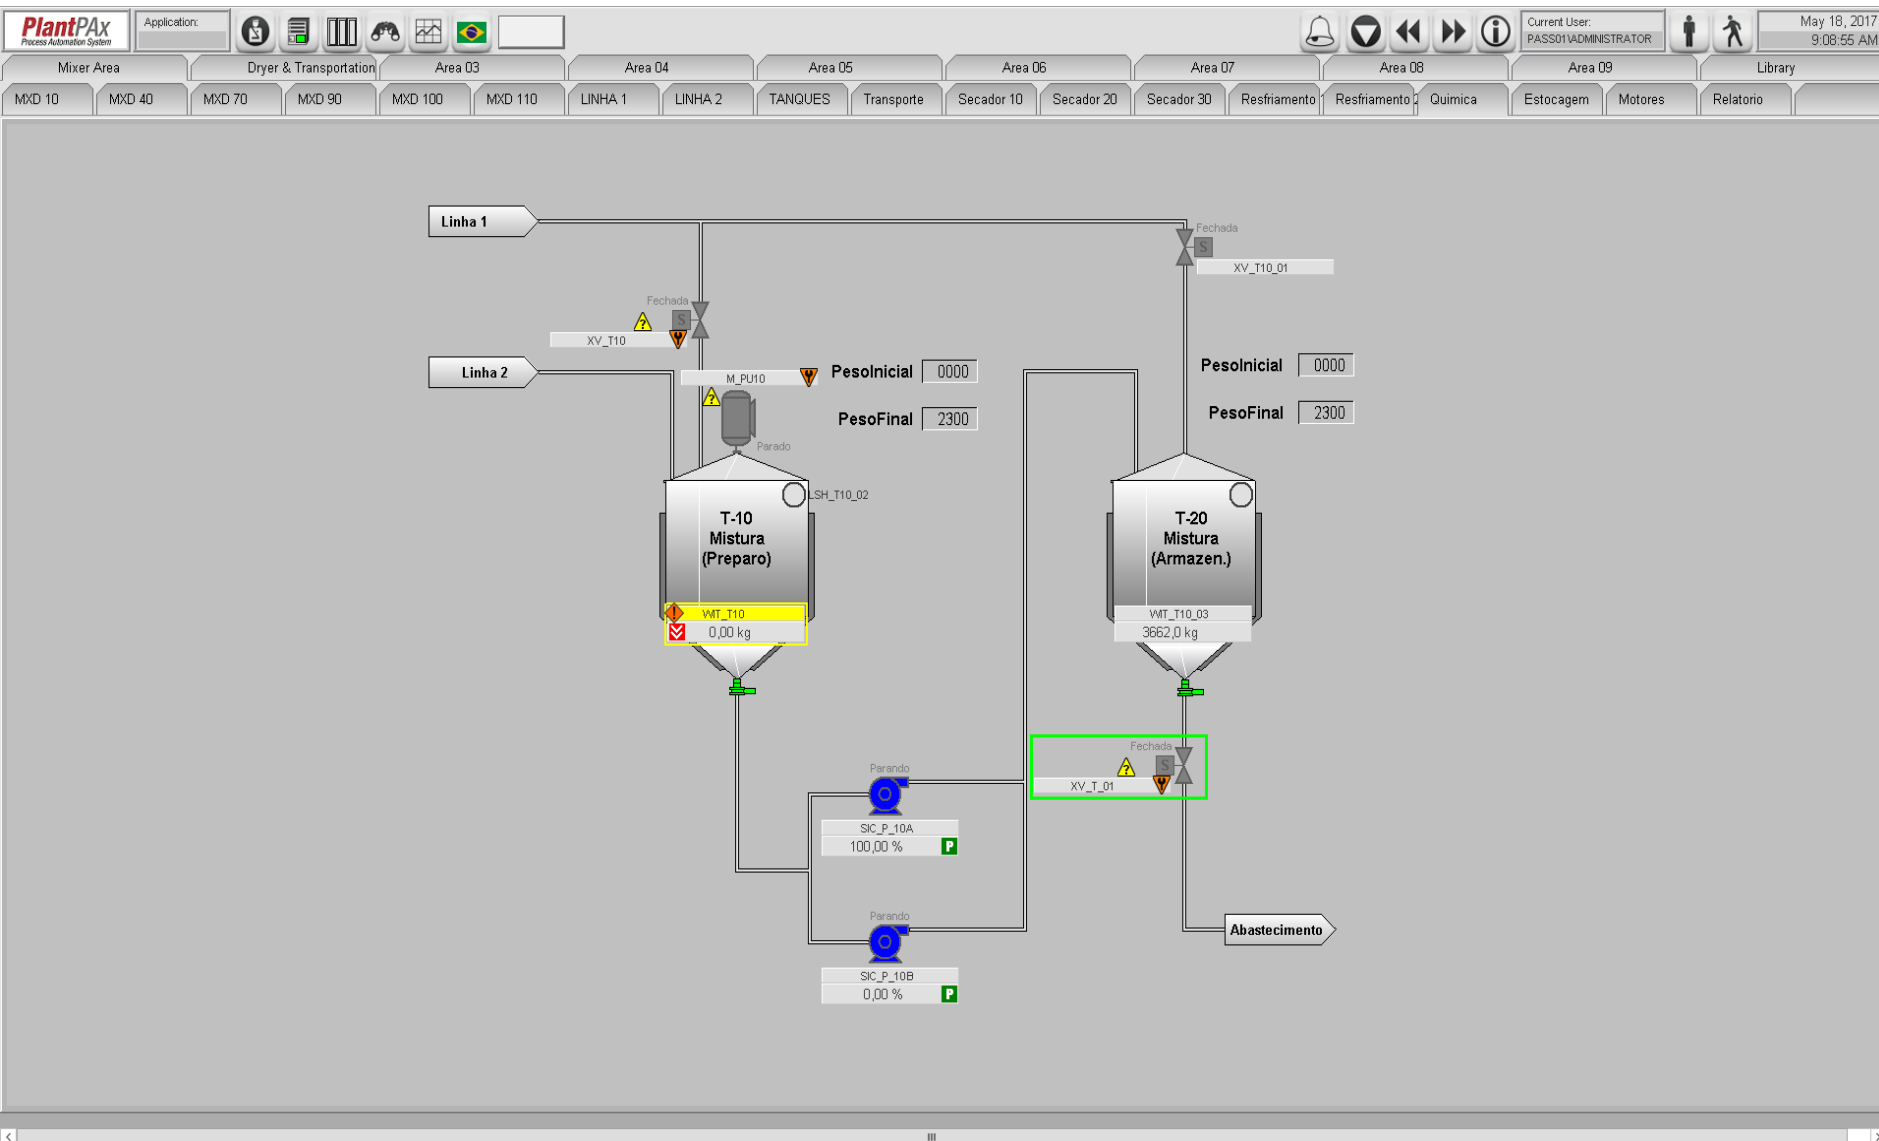 PlantPAx
Process Automation System
Application:
Current User:
PASS01\ADMINISTRATOR
May 18, 2017
9:08:55 AM
Mixer Area
Dryer & Transportation
Area 03
Area 04
Area 05
Area 06
Area 07
Area 08
Area 09
Library
MXD 10
MXD 40
MXD 70
MXD 90
MXD 100
MXD 110
LINHA 1
LINHA 2
TANQUES
Transporte
Secador 10
Secador 20
Secador 30
Resfriamento 1
Resfriamento 2
Quimica
Estocagem
Motores
Relatorio
Linha 1
Fechada
S
XV_T10_01
Fechada
?
S
XV_T10
Linha 2
M_PU10
?
Parado
PesoInicial 0000
PesoFinal 2300
PesoInicial 0000
PesoFinal 2300
LSH_T10_02
T-10
Mistura
(Preparo)
WIT_T10
0,00 kg
T-20
Mistura
(Armazen.)
WIT_T10_03
3662,0 kg
Fechada
?
S
XV_T_01
Parando
SIC_P_10A
100,00 %
P
Parando
SIC_P_10B
0,00 %
P
Abastecimento